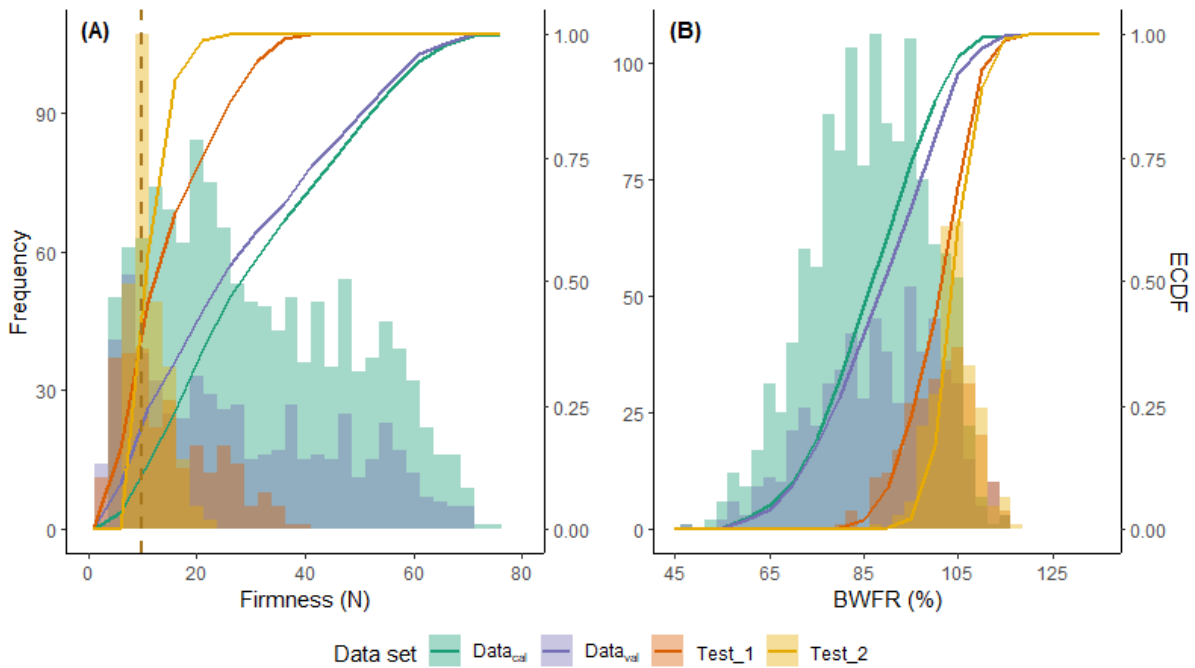 (A)
(B)
Frequency
90
60
30
0
1.00
0.75
0.50
0.25
0.00
0 20 40 60 80
Firmness (N)
100
75
50
25
0
1.00
0.75
0.50
0.25
0.00
ECDF
45 65 85 105 125
BWFR (%)
Data set Data_cal Data_val Test_1 Test_2